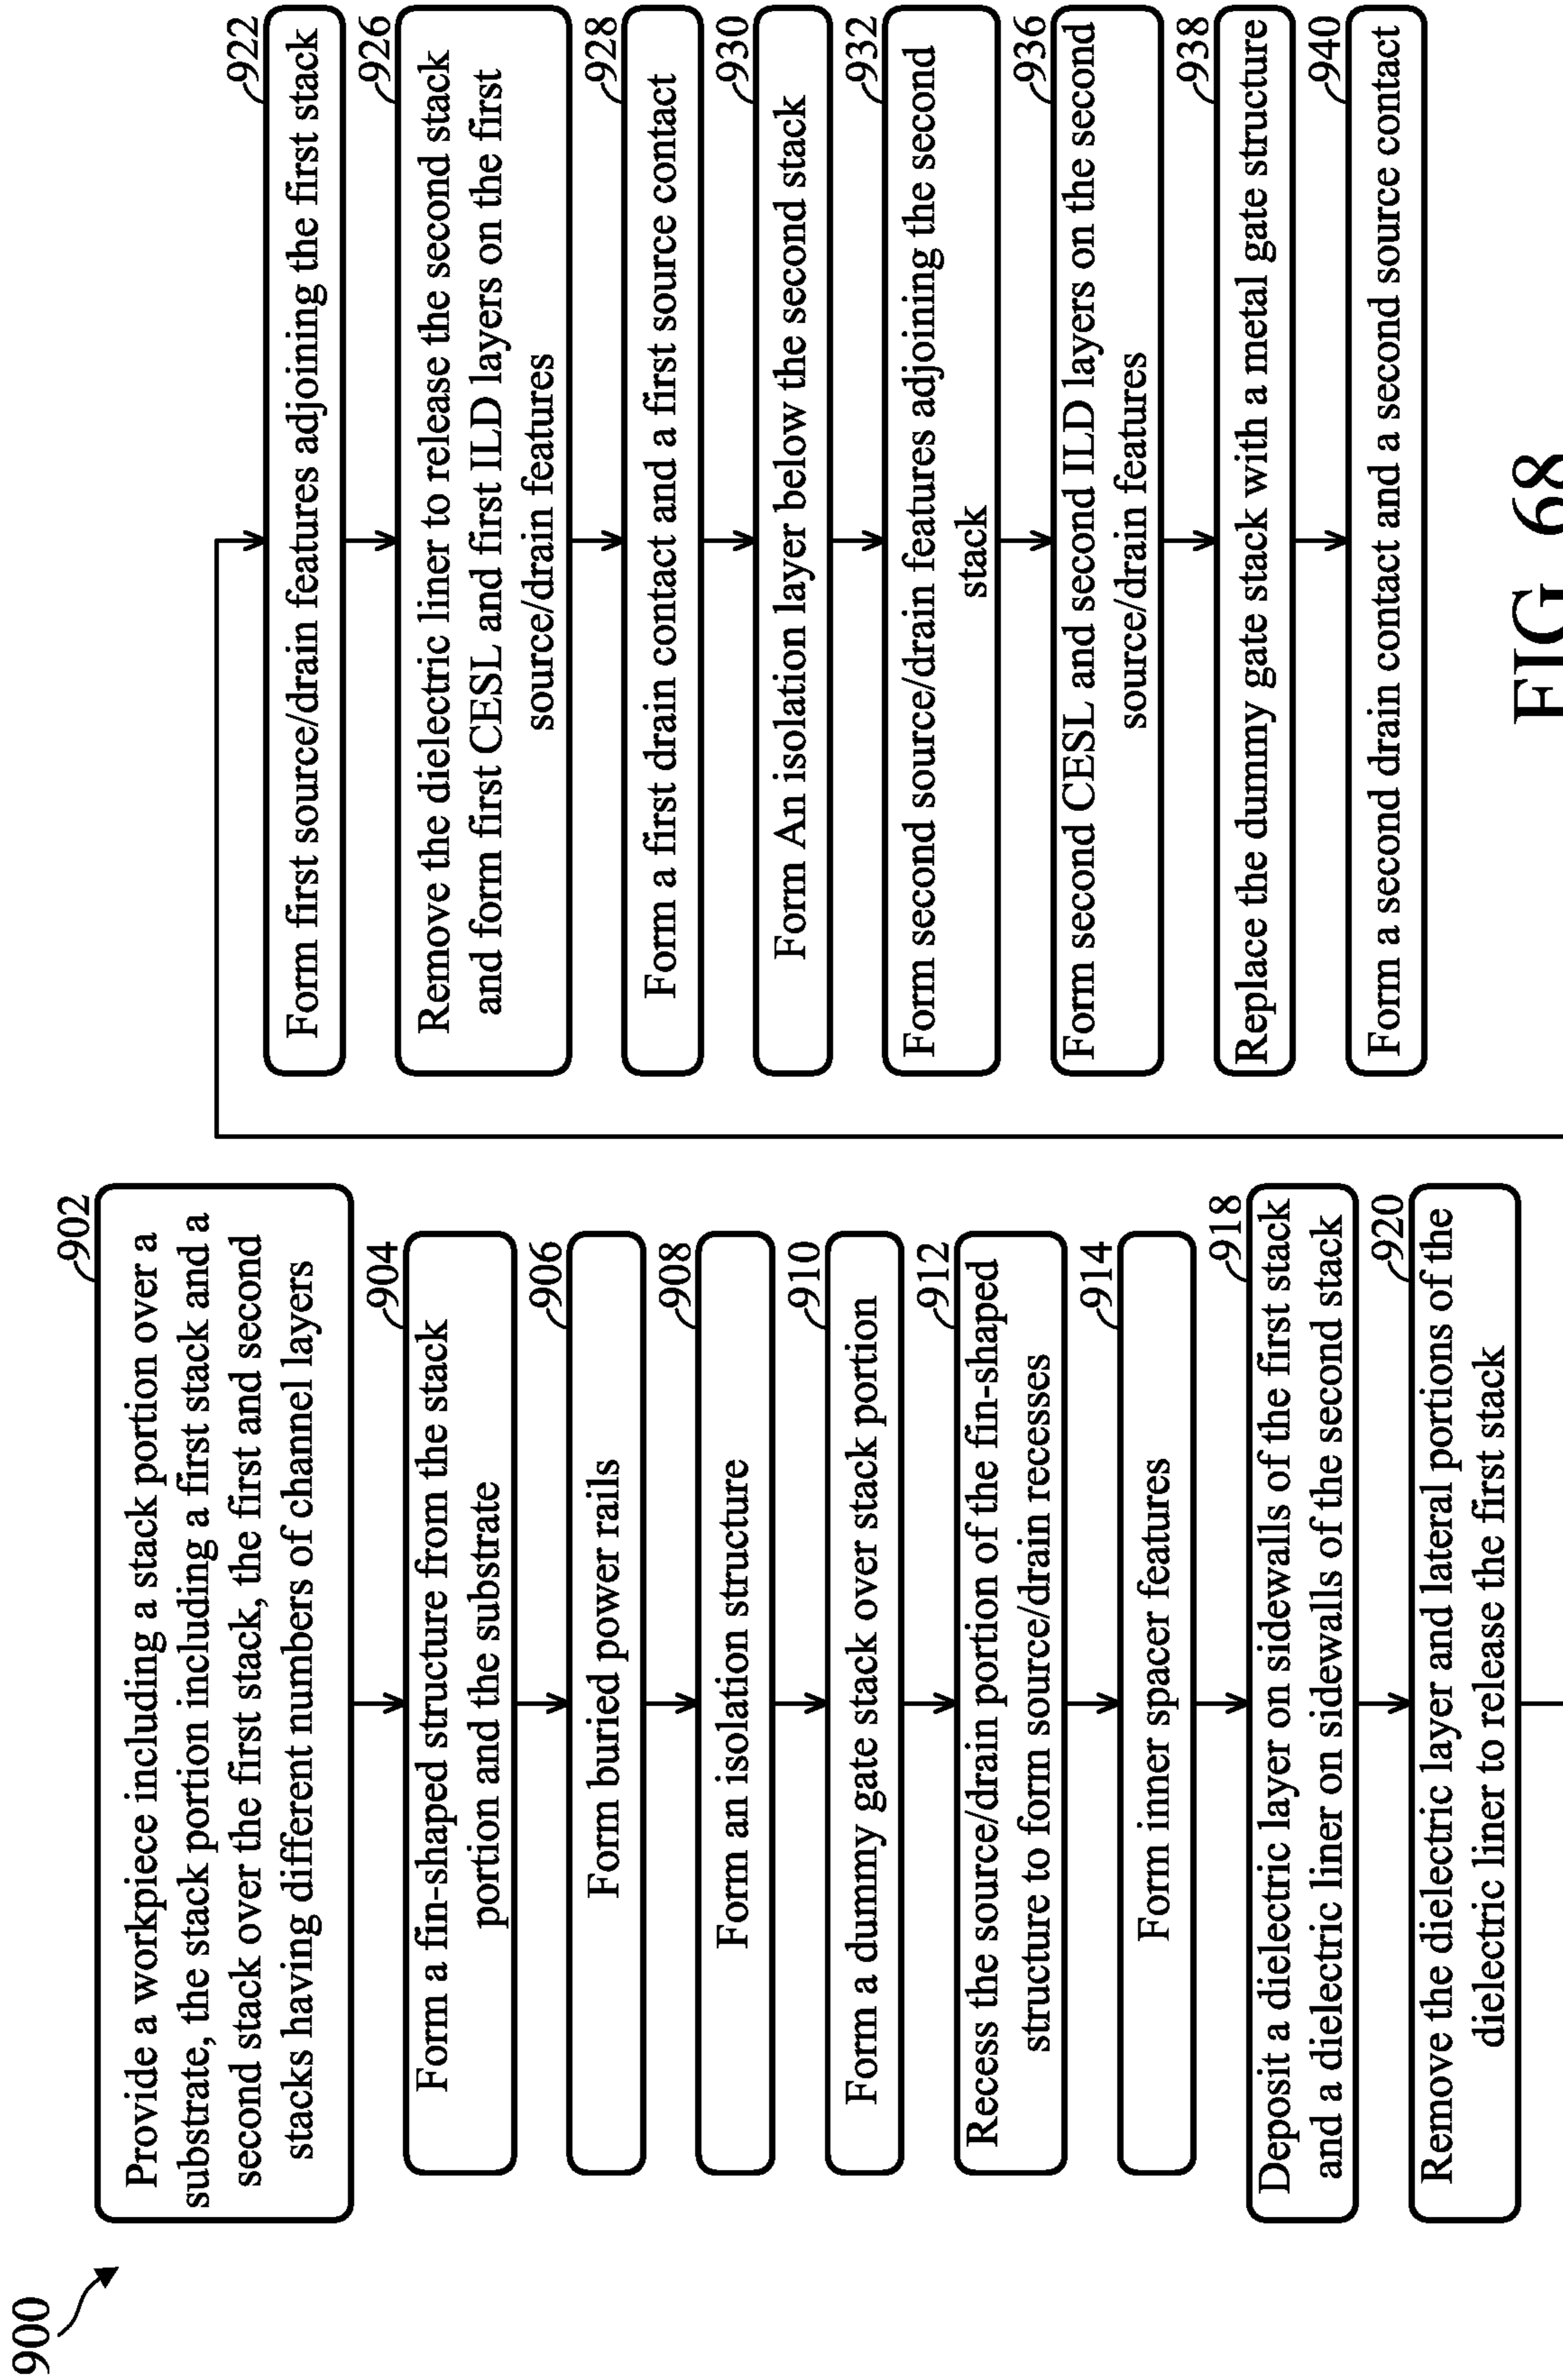 900
902
Provide a workpiece including a stack portion over a
substrate, the stack portion including a first stack and a
second stack over the first stack, the first and second
stacks having different numbers of channel layers
904
Form a fin-shaped structure from the stack
portion and the substrate
906
Form buried power rails
908
Form an isolation structure
910
Form a dummy gate stack over stack portion
912
Recess the source/drain portion of the fin-shaped
structure to form source/drain recesses
914
Form inner spacer features
918
Deposit a dielectric layer on sidewalls of the first stack
and a dielectric liner on sidewalls of the second stack
920
Remove the dielectric layer and lateral portions of the
dielectric liner to release the first stack
922
Form first source/drain features adjoining the first stack
926
Remove the dielectric liner to release the second stack
and form first CESL and first ILD layers on the first
source/drain features
928
Form a first drain contact and a first source contact
930
Form An isolation layer below the second stack
932
Form second source/drain features adjoining the second
stack
936
Form second CESL and second ILD layers on the second
source/drain features
938
Replace the dummy gate stack with a metal gate structure
940
Form a second drain contact and a second source contact
FIG. 68